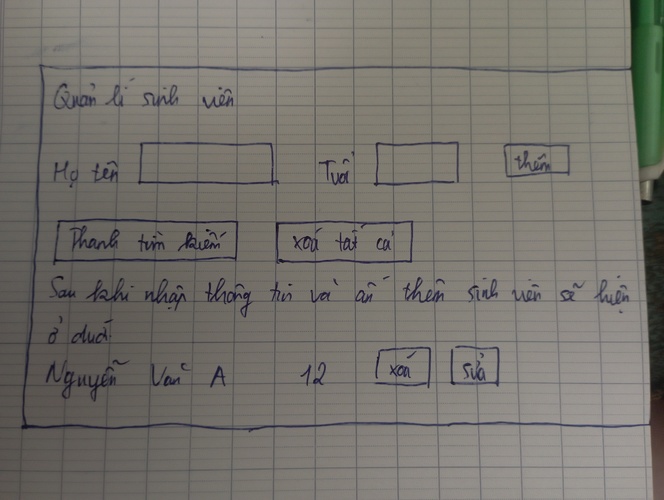 Quản lí sinh viên
Họ tên Tuổi thêm
Thanh tìm kiếm xoá tất cả
Sau khi nhập thông tin và ấn thêm sinh viên sẽ hiện
ở dưới
Nguyễn Văn A 12 xoá sửa